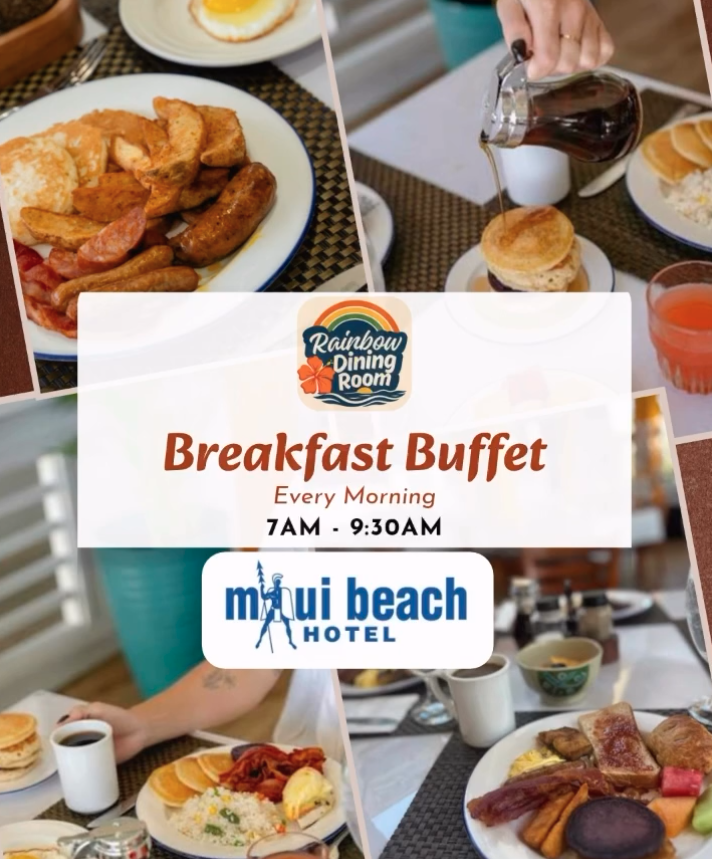 Rainbow
Dining
Room
Breakfast Buffet
Every Morning
7AM - 9:30AM
maui beach
HOTEL